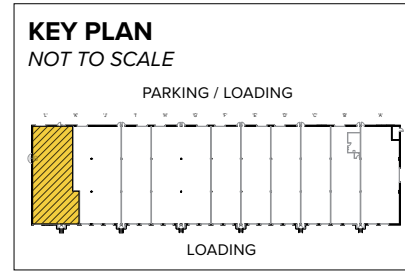 KEY PLAN
NOT TO SCALE
PARKING / LOADING
'L' 'K' 'J' 'I' 'H' 'G' 'F' 'E' 'D' 'C' 'B' 'A'
LOADING